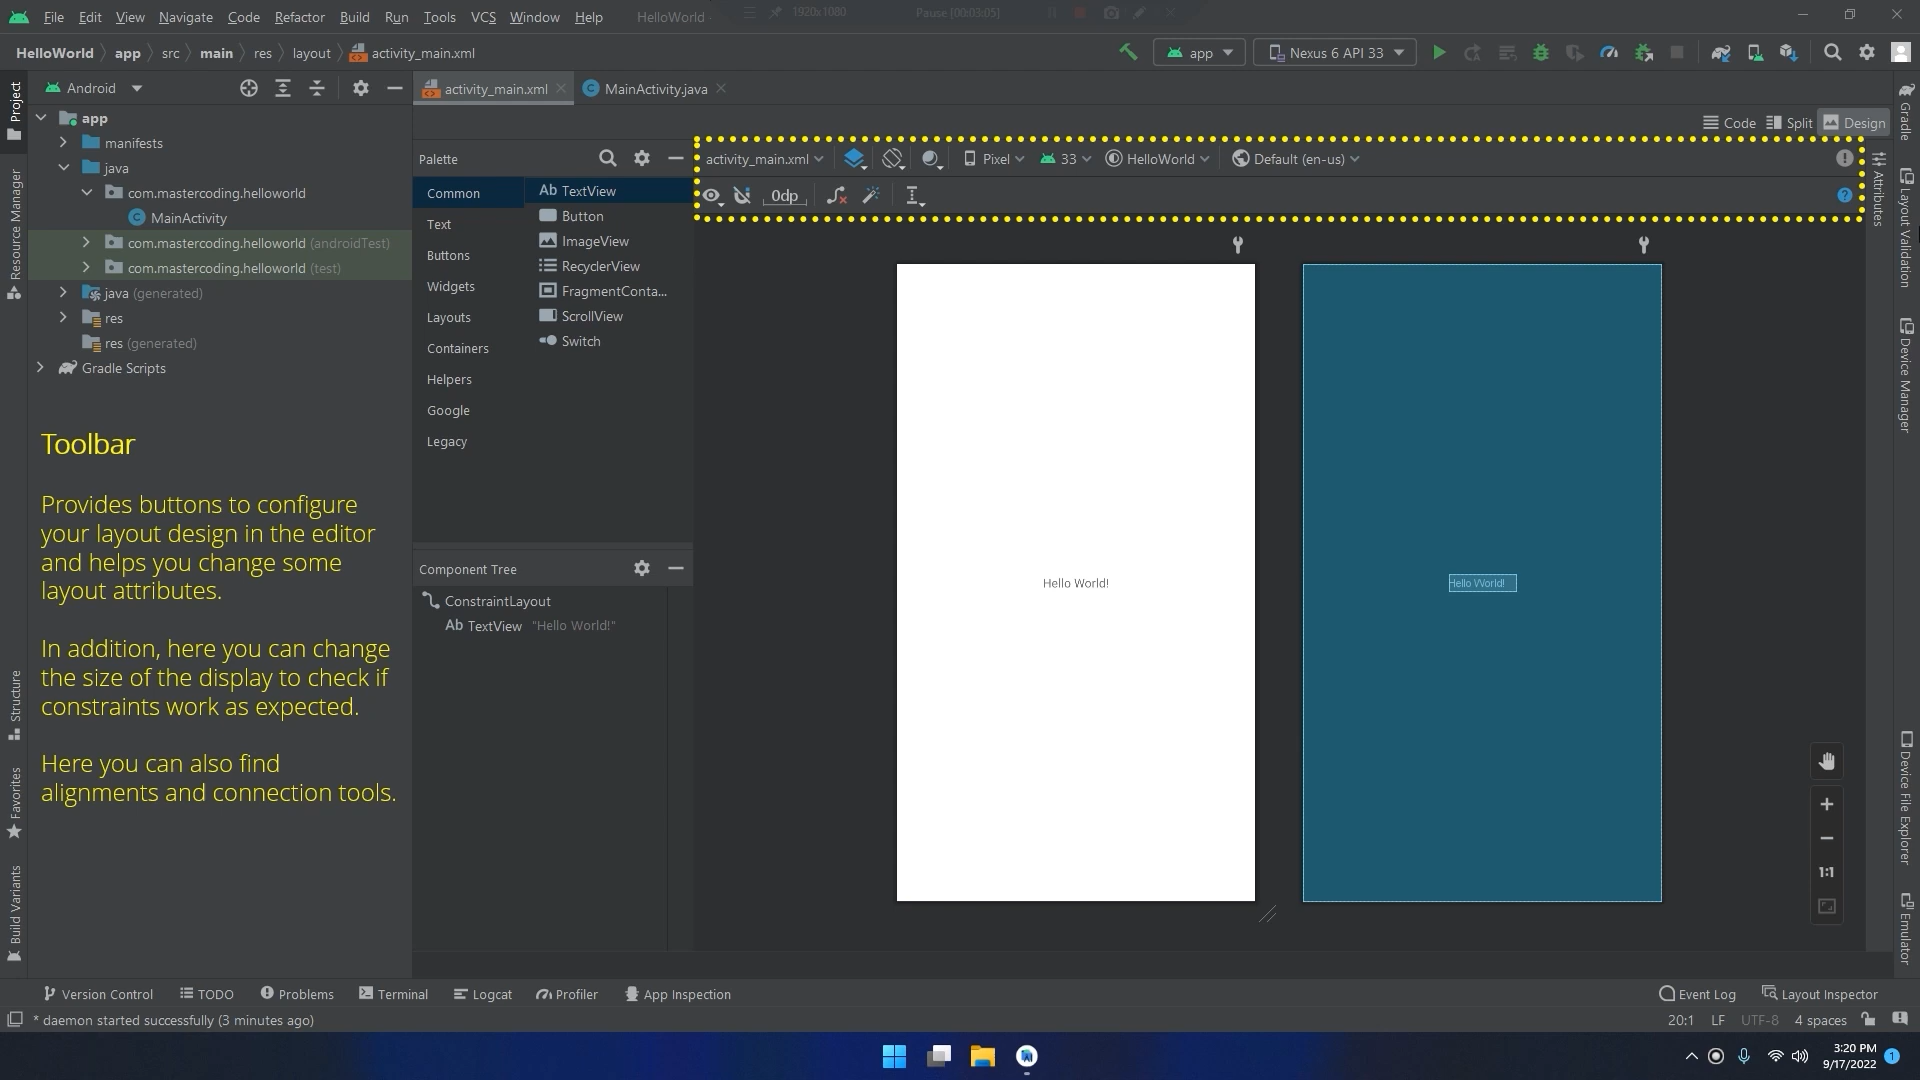 File Edit View Navigate Code Refactor Build Run Tools VCS Window Help HelloWorld
1920x1080
Pause [00:03:05]
HelloWorld app src main res layout activity_main.xml
app
Nexus 6 API 33
Android
activity_main.xml
MainActivity.java
Code
Split
Design
Project
Resource Manager
Structure
Favorites
Build Variants
app
manifests
java
com.mastercoding.helloworld
MainActivity
com.mastercoding.helloworld (androidTest)
com.mastercoding.helloworld (test)
java (generated)
res
res (generated)
Gradle Scripts
Toolbar
Provides buttons to configure
your layout design in the editor
and helps you change some
layout attributes.
In addition, here you can change
the size of the display to check if
constraints work as expected.
Here you can also find
alignments and connection tools.
Palette
Common
Text
Buttons
Widgets
Layouts
Containers
Helpers
Google
Legacy
Ab TextView
Button
ImageView
RecyclerView
FragmentConta...
ScrollView
Switch
Component Tree
ConstraintLayout
Ab TextView "Hello World!"
activity_main.xml
Pixel
33
HelloWorld
Default (en-us)
0dp
Hello World!
Hello World!
1:1
Attributes
Gradle
Layout Validation
Device Manager
Device File Explorer
Emulator
Version Control
TODO
Problems
Terminal
Logcat
Profiler
App Inspection
Event Log
Layout Inspector
* daemon started successfully (3 minutes ago)
20:1 LF UTF-8 4 spaces
3:20 PM
9/17/2022
1